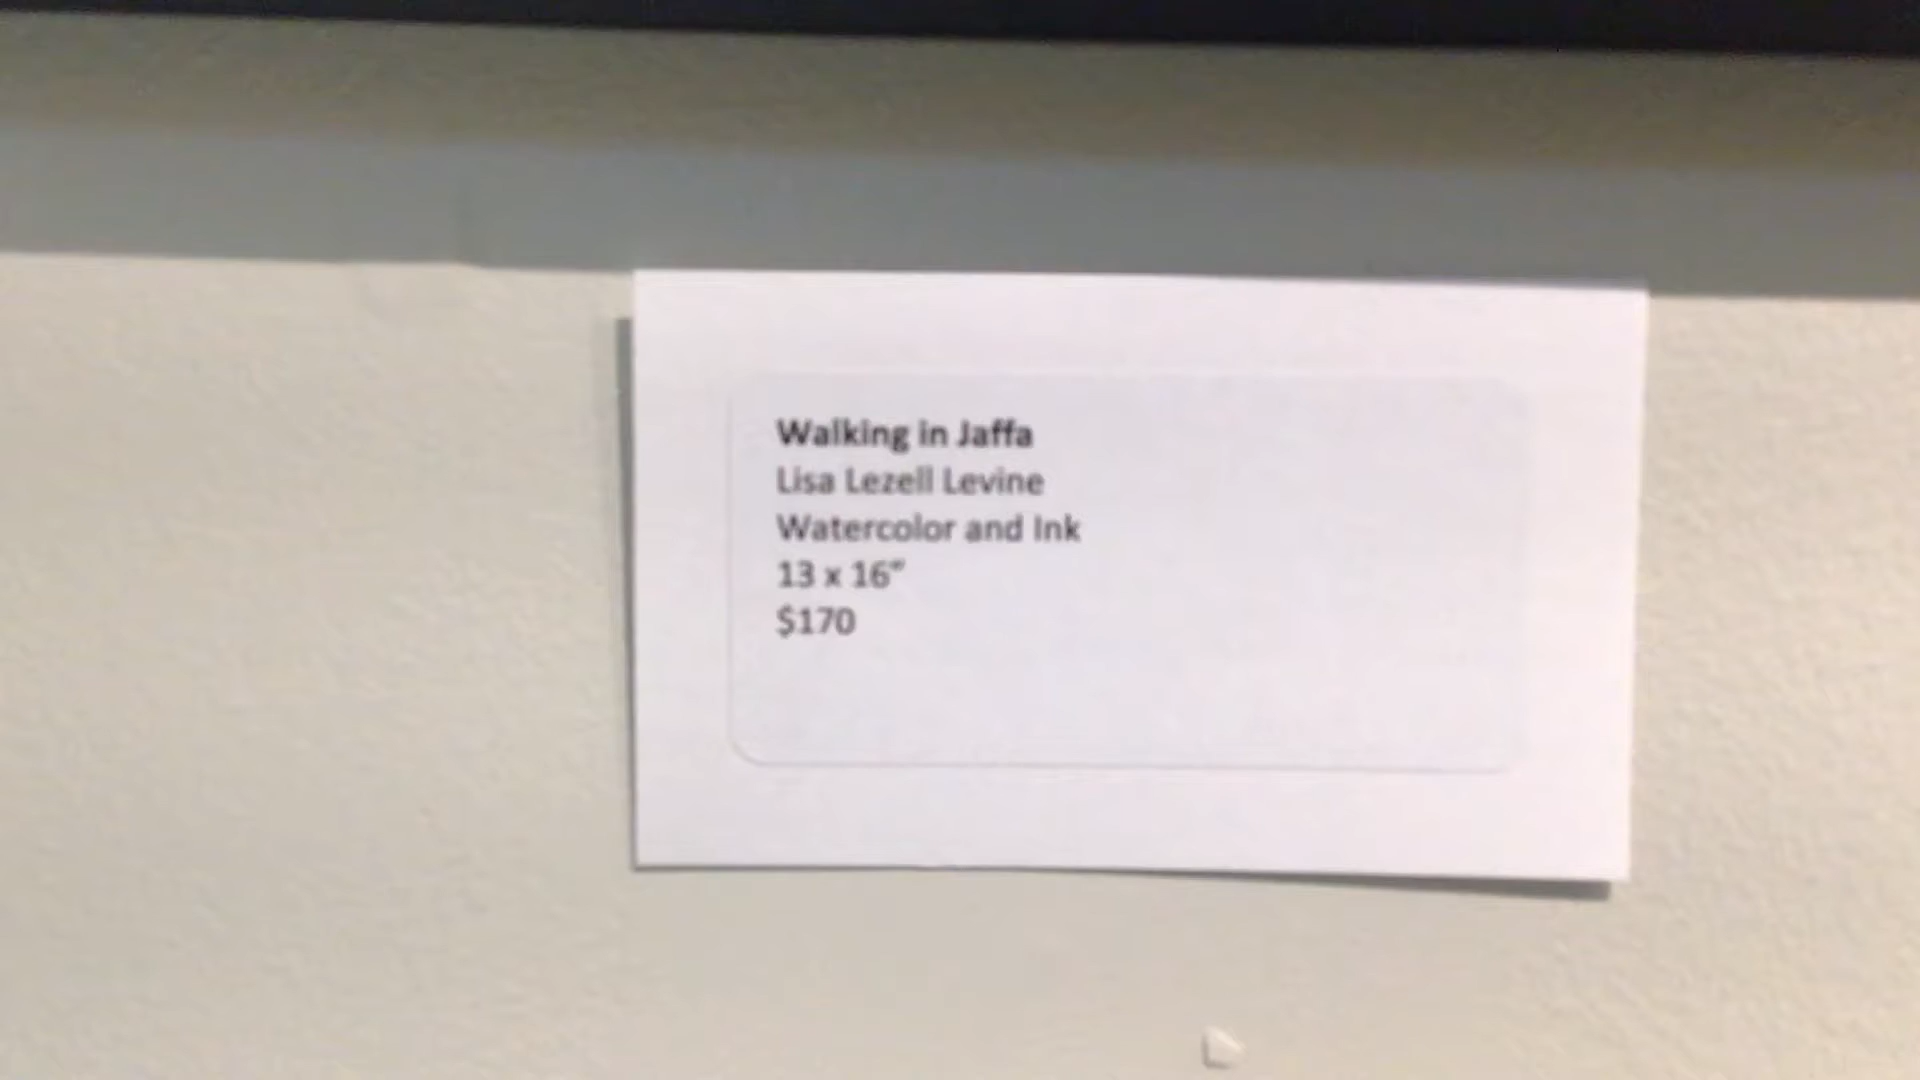 Walking in Jaffa
Lisa Lezell Levine
Watercolor and Ink
13 x 16”
$170